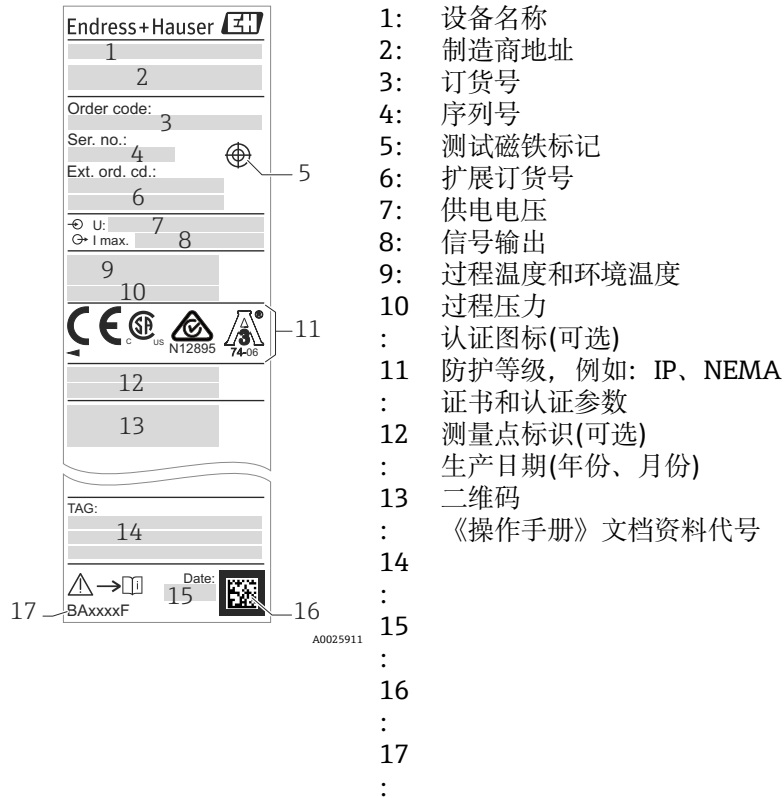 Endress+Hauser EH
1
2
Order code:
3
Ser. no.:
4
5
Ext. ord. cd.:
6
U: 7
I max. 8
9
10
CE CSA C US N12895 A 3 ® 74-06
11
12
13
TAG:
14
Date:
15
i
17 BAxxxxF
16
A0025911
1: 设备名称
2: 制造商地址
3: 订货号
4: 序列号
5: 测试磁铁标记
6: 扩展订货号
7: 供电电压
8: 信号输出
9: 过程温度和环境温度
10 过程压力
: 认证图标(可选)
11 防护等级，例如：IP、NEMA
: 证书和认证参数
12 测量点标识(可选)
: 生产日期(年份、月份)
13 二维码
: 《操作手册》文档资料代号
14
:
15
:
16
:
17
: